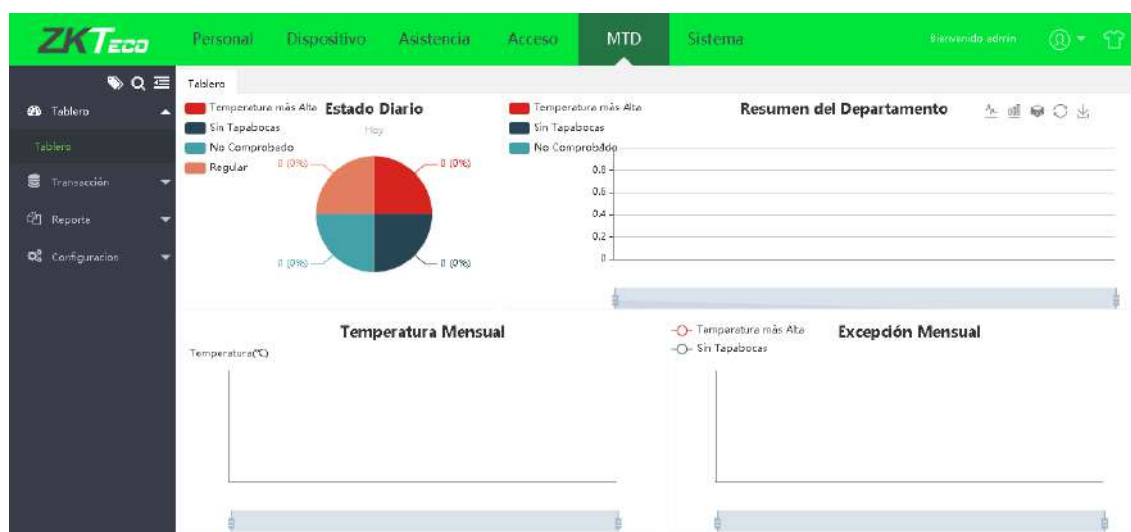 ZKTeco
Personal Dispositivo Asistencia Acceso MTD Sistema Bienvenido admin
Tablero
Tablero
Transacción
Reporte
Configuracion
Tablero
Temperatura más Alta
Sin Tapabocas
No Comprobado
Regular
Estado Diario
Hoy
0 (0%)
0 (0%)
0 (0%)
0 (0%)
Temperatura más Alta
Sin Tapabocas
No Comprobado
Resumen del Departamento
0.8
0.6
0.4
0.2
0
Temperatura Mensual
Temperatura(℃)
Temperatura más Alta
Sin Tapabocas
Excepción Mensual